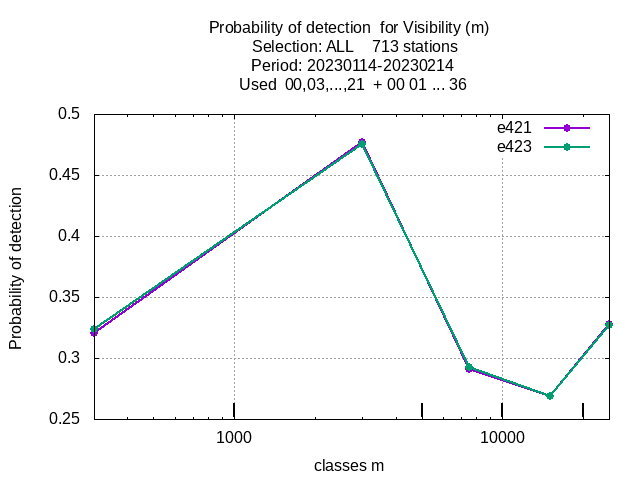 Probability of detection  for Visibility (m)
Selection: ALL    713 stations
Period: 20230114-20230214
Used  00,03,...,21  + 00 01 ... 36
0.5
0.45
0.4
0.35
0.3
0.25
Probability of detection
e421
e423
1000
10000
classes m